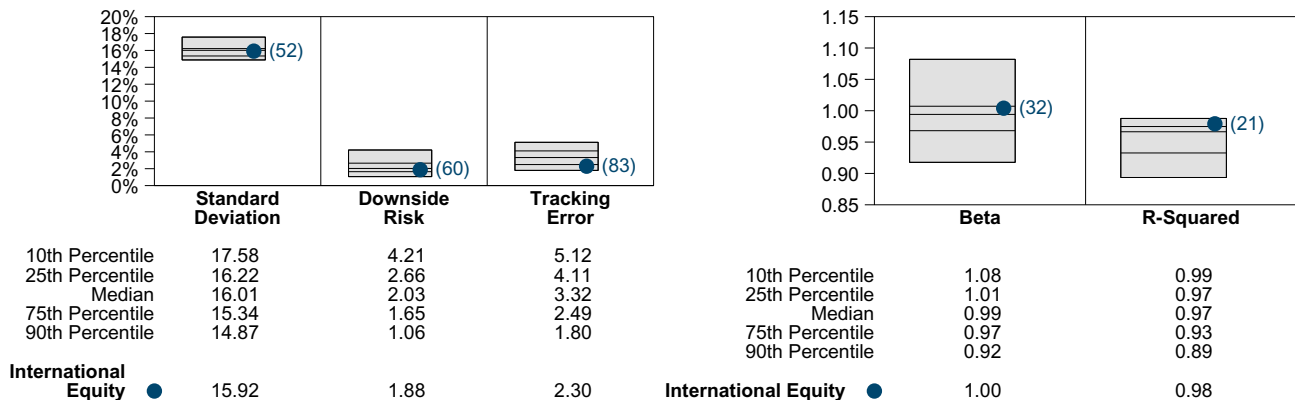 20%
18%
16%
14%
12%
10%
8%
6%
4%
2%
0%
(52)
(60)
(83)
Standard Deviation
Downside Risk
Tracking Error
10th Percentile 17.58 4.21 5.12
25th Percentile 16.22 2.66 4.11
Median 16.01 2.03 3.32
75th Percentile 15.34 1.65 2.49
90th Percentile 14.87 1.06 1.80
International
Equity 15.92 1.88 2.30
1.15
1.10
1.05
1.00
0.95
0.90
0.85
(32)
(21)
Beta R-Squared
10th Percentile 1.08 0.99
25th Percentile 1.01 0.97
Median 0.99 0.97
75th Percentile 0.97 0.93
90th Percentile 0.92 0.89
International Equity 1.00 0.98